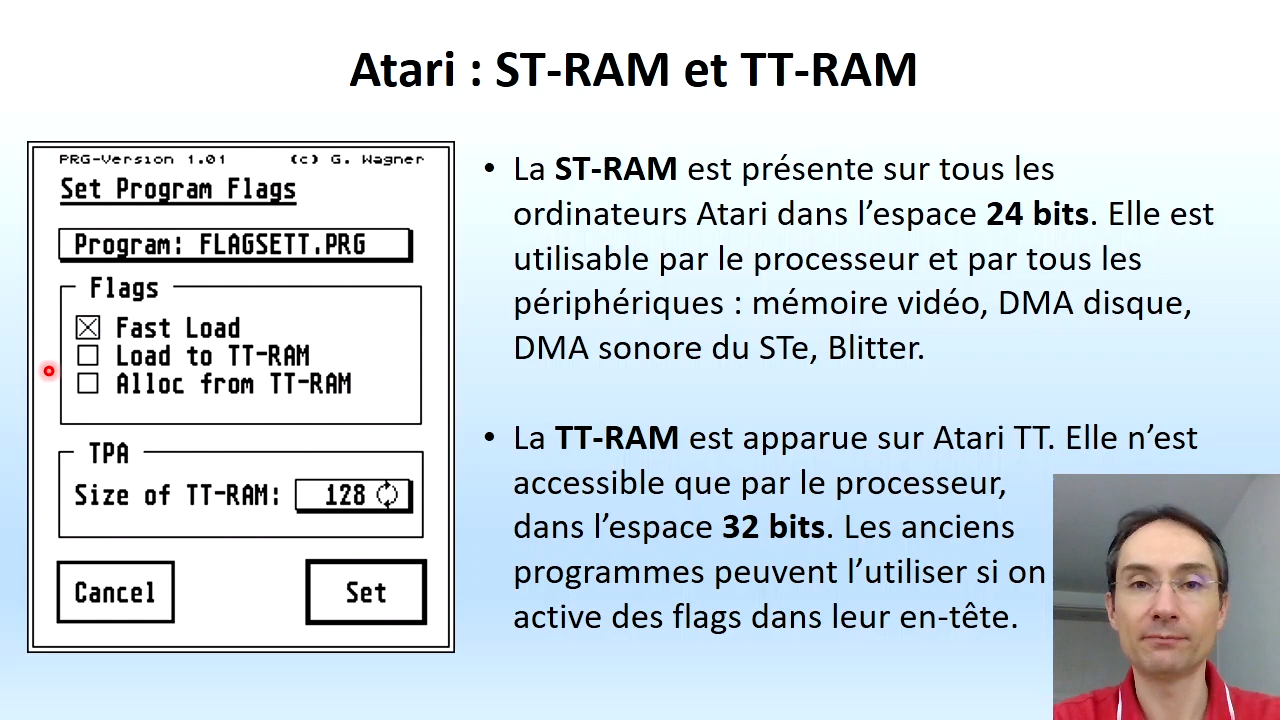 Atari : ST-RAM et TT-RAM
PRG-Version 1.01 (c) G. Wagner
Set Program Flags
Program: FLAGSETT.PRG
Flags
Fast Load
Load to TT-RAM
Alloc from TT-RAM
TPA
Size of TT-RAM: 128
Cancel Set
• La ST-RAM est présente sur tous les
ordinateurs Atari dans l’espace 24 bits. Elle est
utilisable par le processeur et par tous les
périphériques : mémoire vidéo, DMA disque,
DMA sonore du STe, Blitter.
• La TT-RAM est apparue sur Atari TT. Elle n’est
accessible que par le processeur,
dans l’espace 32 bits. Les anciens
programmes peuvent l’utiliser si on
active des flags dans leur en-tête.